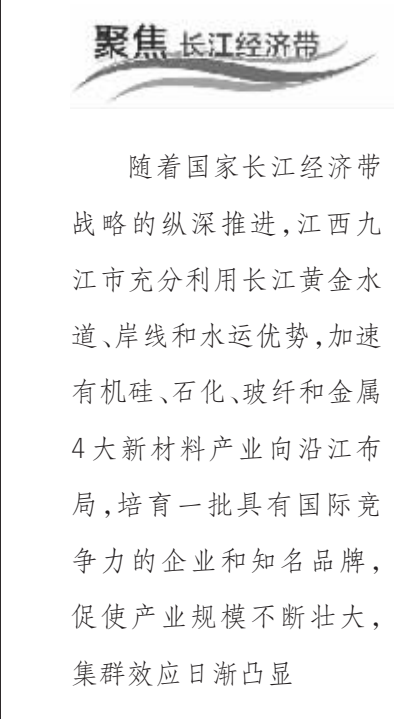 聚焦 长江经济带
随着国家长江经济带
战略的纵深推进,江西九
江市充分利用长江黄金水
道、岸线和水运优势,加速
有机硅、石化、玻纤和金属
4大新材料产业向沿江布
局,培育一批具有国际竞
争力的企业和知名品牌,
促使产业规模不断壮大,
集群效应日渐凸显